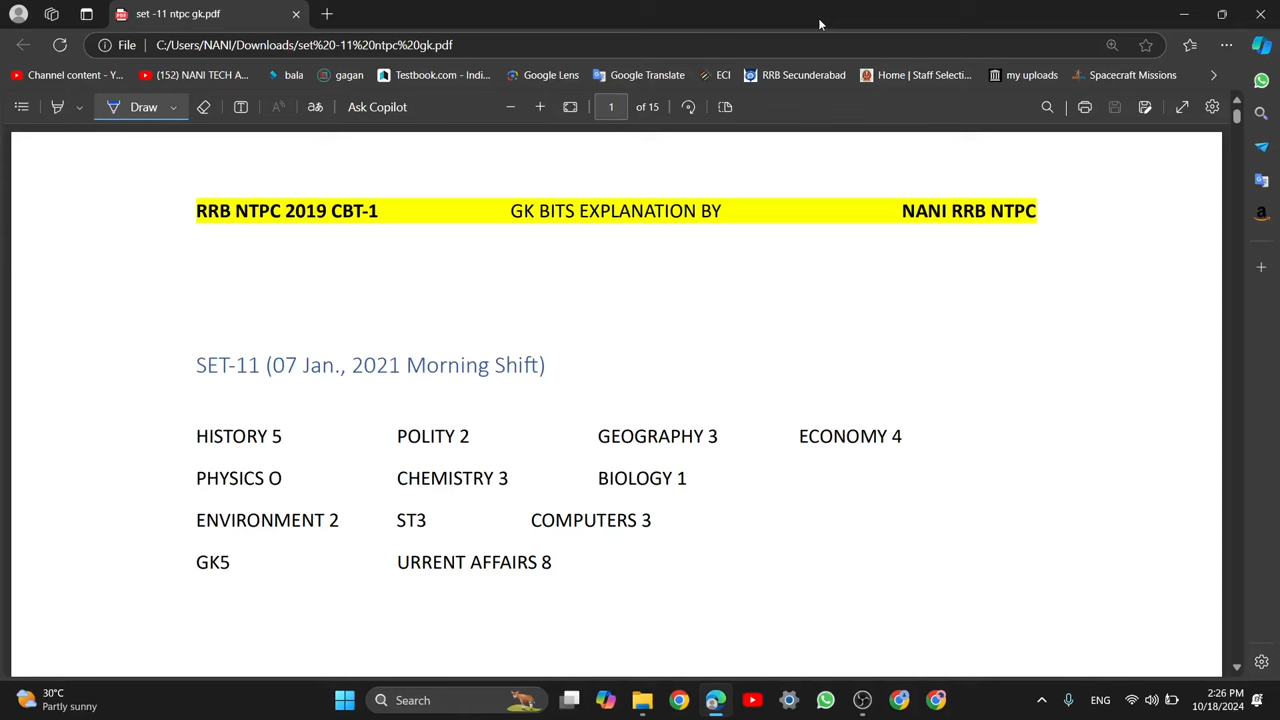 set -11 ntpc gk.pdf
File C:/Users/NANI/Downloads/set%20-11%20ntpc%20gk.pdf
Channel content - Y... (152) NANI TECH A... bala gagan Testbook.com - Indi... Google Lens Google Translate ECI RRB Secunderabad Home | Staff Selecti... my uploads Spacecraft Missions
Draw Ask Copilot 1 of 15
RRB NTPC 2019 CBT-1 GK BITS EXPLANATION BY NANI RRB NTPC
SET-11 (07 Jan., 2021 Morning Shift)
HISTORY 5 POLITY 2 GEOGRAPHY 3 ECONOMY 4
PHYSICS O CHEMISTRY 3 BIOLOGY 1
ENVIRONMENT 2 ST3 COMPUTERS 3
GK5 URRENT AFFAIRS 8
30°C
Partly sunny
Search
ENG
2:26 PM
10/18/2024